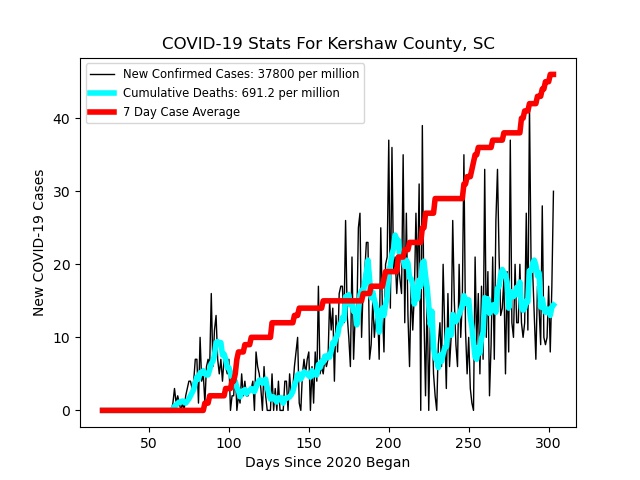 COVID-19 Stats For Kershaw County, SC
New Confirmed Cases: 37800 per million
Cumulative Deaths: 691.2 per million
7 Day Case Average
New COVID-19 Cases
40
30
20
10
0
50 100 150 200 250 300
Days Since 2020 Began